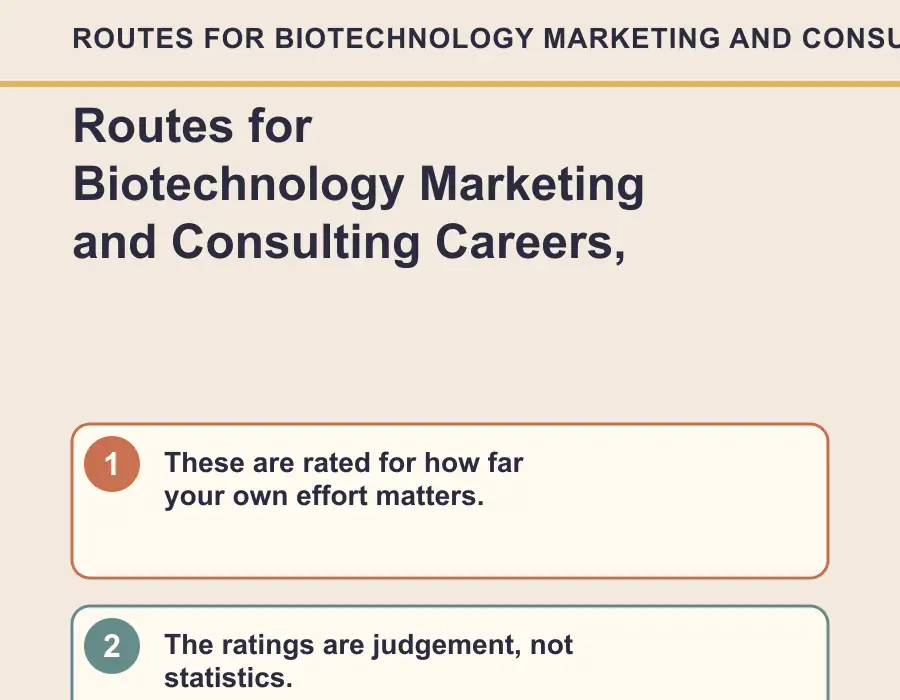 ROUTES FOR BIOTECHNOLOGY MARKETING AND
Routes for
Biotechnology Marketing
and Consulting Careers,
1
These are rated for how far
your own effort matters.
2
The ratings are judgement, not
statistics.